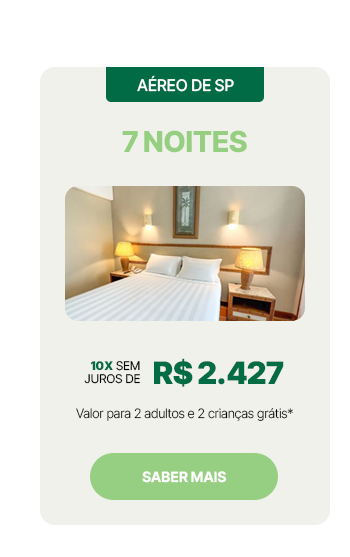 AÉREO DE SP
7 NOITES
10X SEM
JUROS DE
R$ 2.427
Valor para 2 adultos e 2 crianças grátis*
SABER MAIS